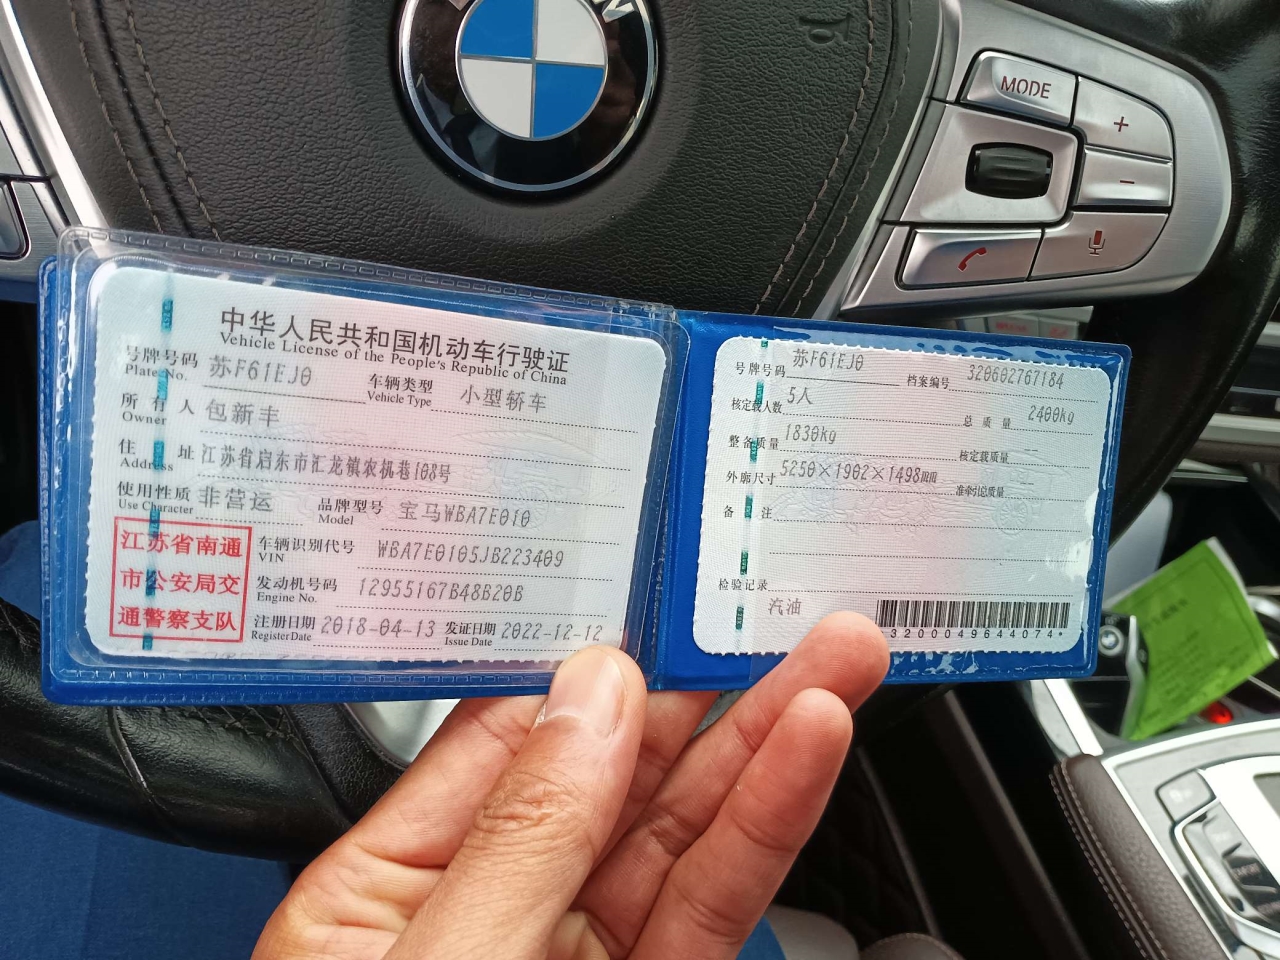 MODE
+
−
中华人民共和国机动车行驶证
Vehicle License of the People's Republic of China
号牌号码 苏F61EJ0 车辆类型 小型轿车
Plate No. Vehicle Type
所有人 包新丰
Owner
住址 江苏省启东市汇龙镇农机巷108号
Address
使用性质 非营运 品牌型号 宝马WBA7E010
Use Character Model
江苏省南通
市公安局交
通警察支队
车辆识别代号 WBA7E0105JB223409
VIN
发动机号码 12955167B48B20B
Engine No.
注册日期 2018-04-13 发证日期 2022-12-12
Register Date Issue Date
号牌号码 苏F61EJ0 档案编号 320602767184
核定载人数 5人 总质量 2400kg
整备质量 1830kg 核定载质量 —
外廓尺寸 5250×1902×1498mm 准牵引总质量 —
备注
检验记录
汽油
*3200049644074*